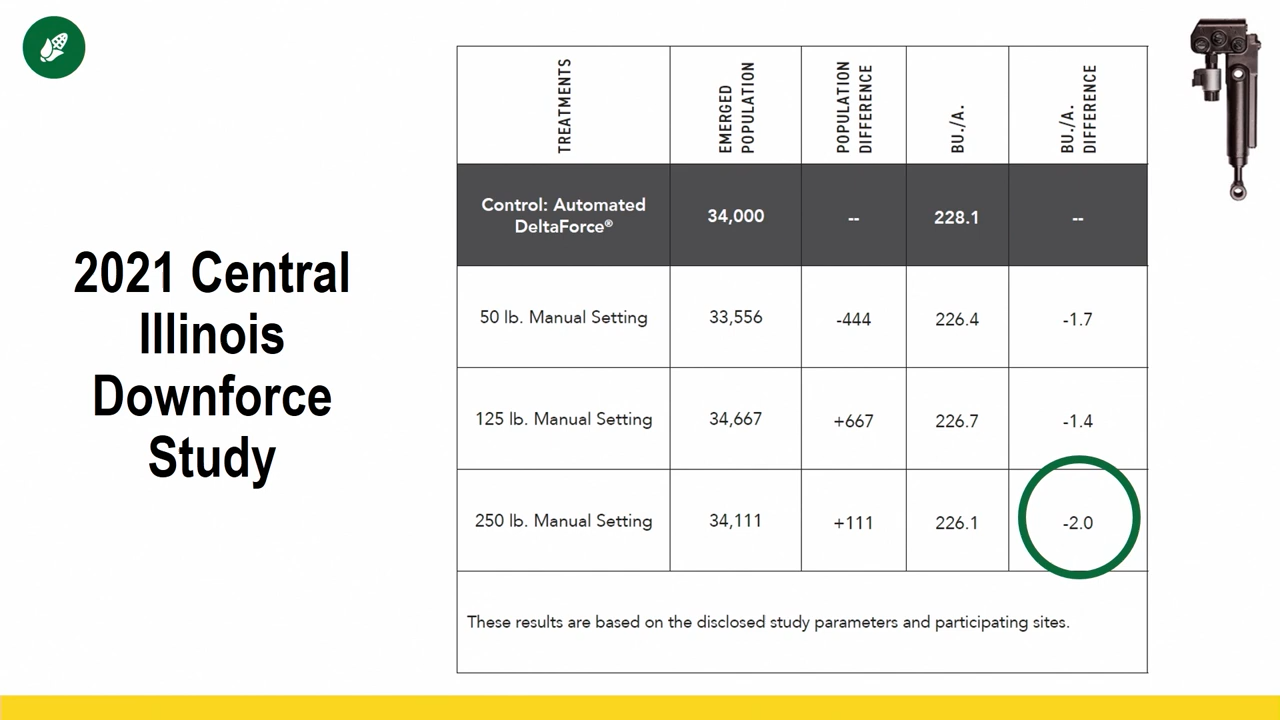 2021 Central
Illinois
Downforce
Study
TREATMENTS
EMERGED
POPULATION
POPULATION
DIFFERENCE
BU./A.
BU./A.
DIFFERENCE
Control: Automated
DeltaForce®
34,000
--
228.1
--
50 lb. Manual Setting
33,556
-444
226.4
-1.7
125 lb. Manual Setting
34,667
+667
226.7
-1.4
250 lb. Manual Setting
34,111
+111
226.1
-2.0
These results are based on the disclosed study parameters and participating sites.